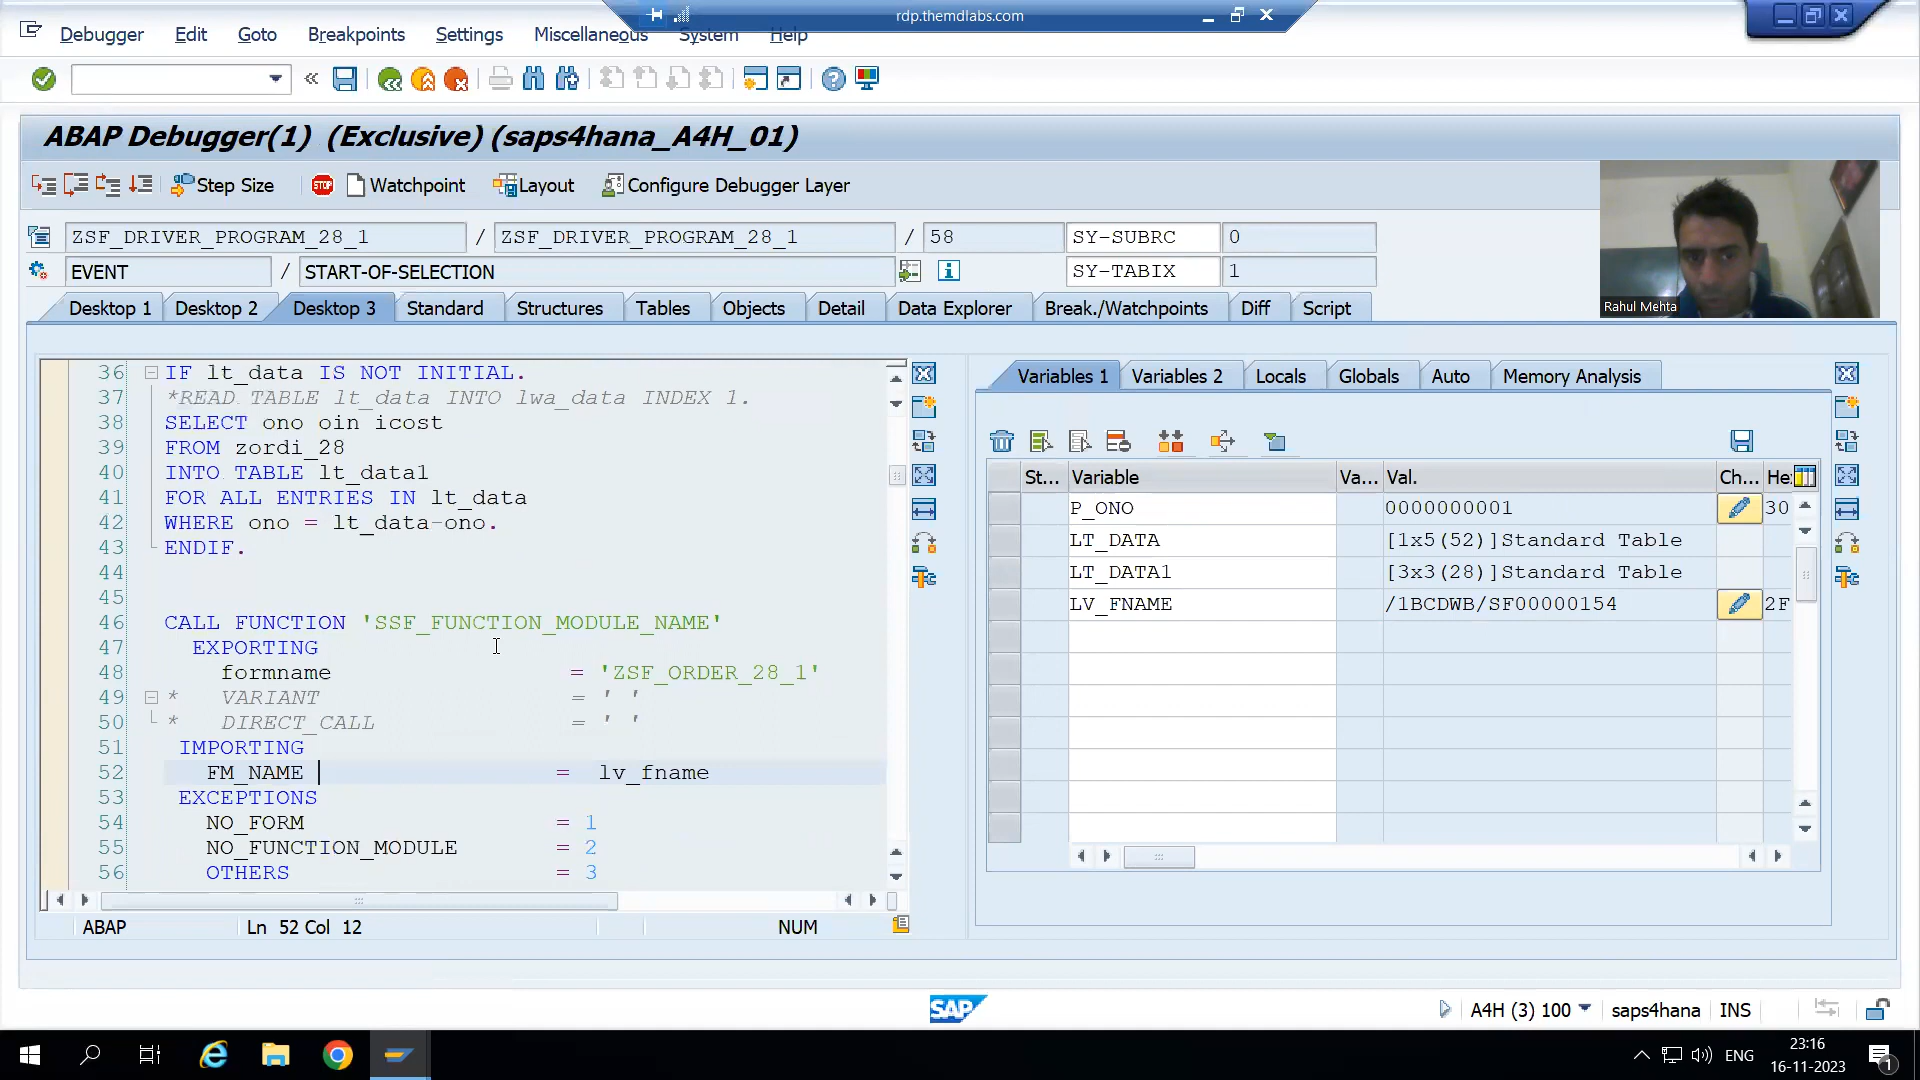 rdp.themdlabs.com
Debugger Edit Goto Breakpoints Settings Miscellaneous System Help
ABAP Debugger(1) (Exclusive) (saps4hana_A4H_01)
Step Size STOP Watchpoint Layout Configure Debugger Layer
ZSF_DRIVER_PROGRAM_28_1 / ZSF_DRIVER_PROGRAM_28_1 / 58 SY-SUBRC 0
EVENT / START-OF-SELECTION SY-TABIX 1
Rahul Mehta
Desktop 1 Desktop 2 Desktop 3 Standard Structures Tables Objects Detail Data Explorer Break./Watchpoints Diff Script
36 IF lt_data IS NOT INITIAL.
37 *READ TABLE lt_data INTO lwa_data INDEX 1.
38 SELECT ono oin icost
39 FROM zordi_28
40 INTO TABLE lt_data1
41 FOR ALL ENTRIES IN lt_data
42 WHERE ono = lt_data-ono.
43 ENDIF.
44
45
46 CALL FUNCTION 'SSF_FUNCTION_MODULE_NAME'
47 EXPORTING
48 formname = 'ZSF_ORDER_28_1'
49 * VARIANT = ' '
50 * DIRECT_CALL = ' '
51 IMPORTING
52 FM_NAME = lv_fname
53 EXCEPTIONS
54 NO_FORM = 1
55 NO_FUNCTION_MODULE = 2
56 OTHERS = 3
ABAP Ln 52 Col 12 NUM
Variables 1 Variables 2 Locals Globals Auto Memory Analysis
St... Variable Va... Val. Ch... He
P_ONO 0000000001 30
LT_DATA [1x5(52)]Standard Table
LT_DATA1 [3x3(28)]Standard Table
LV_FNAME /1BCDWB/SF00000154 2F
SAP
A4H (3) 100 saps4hana INS
ENG
23:16
16-11-2023
1